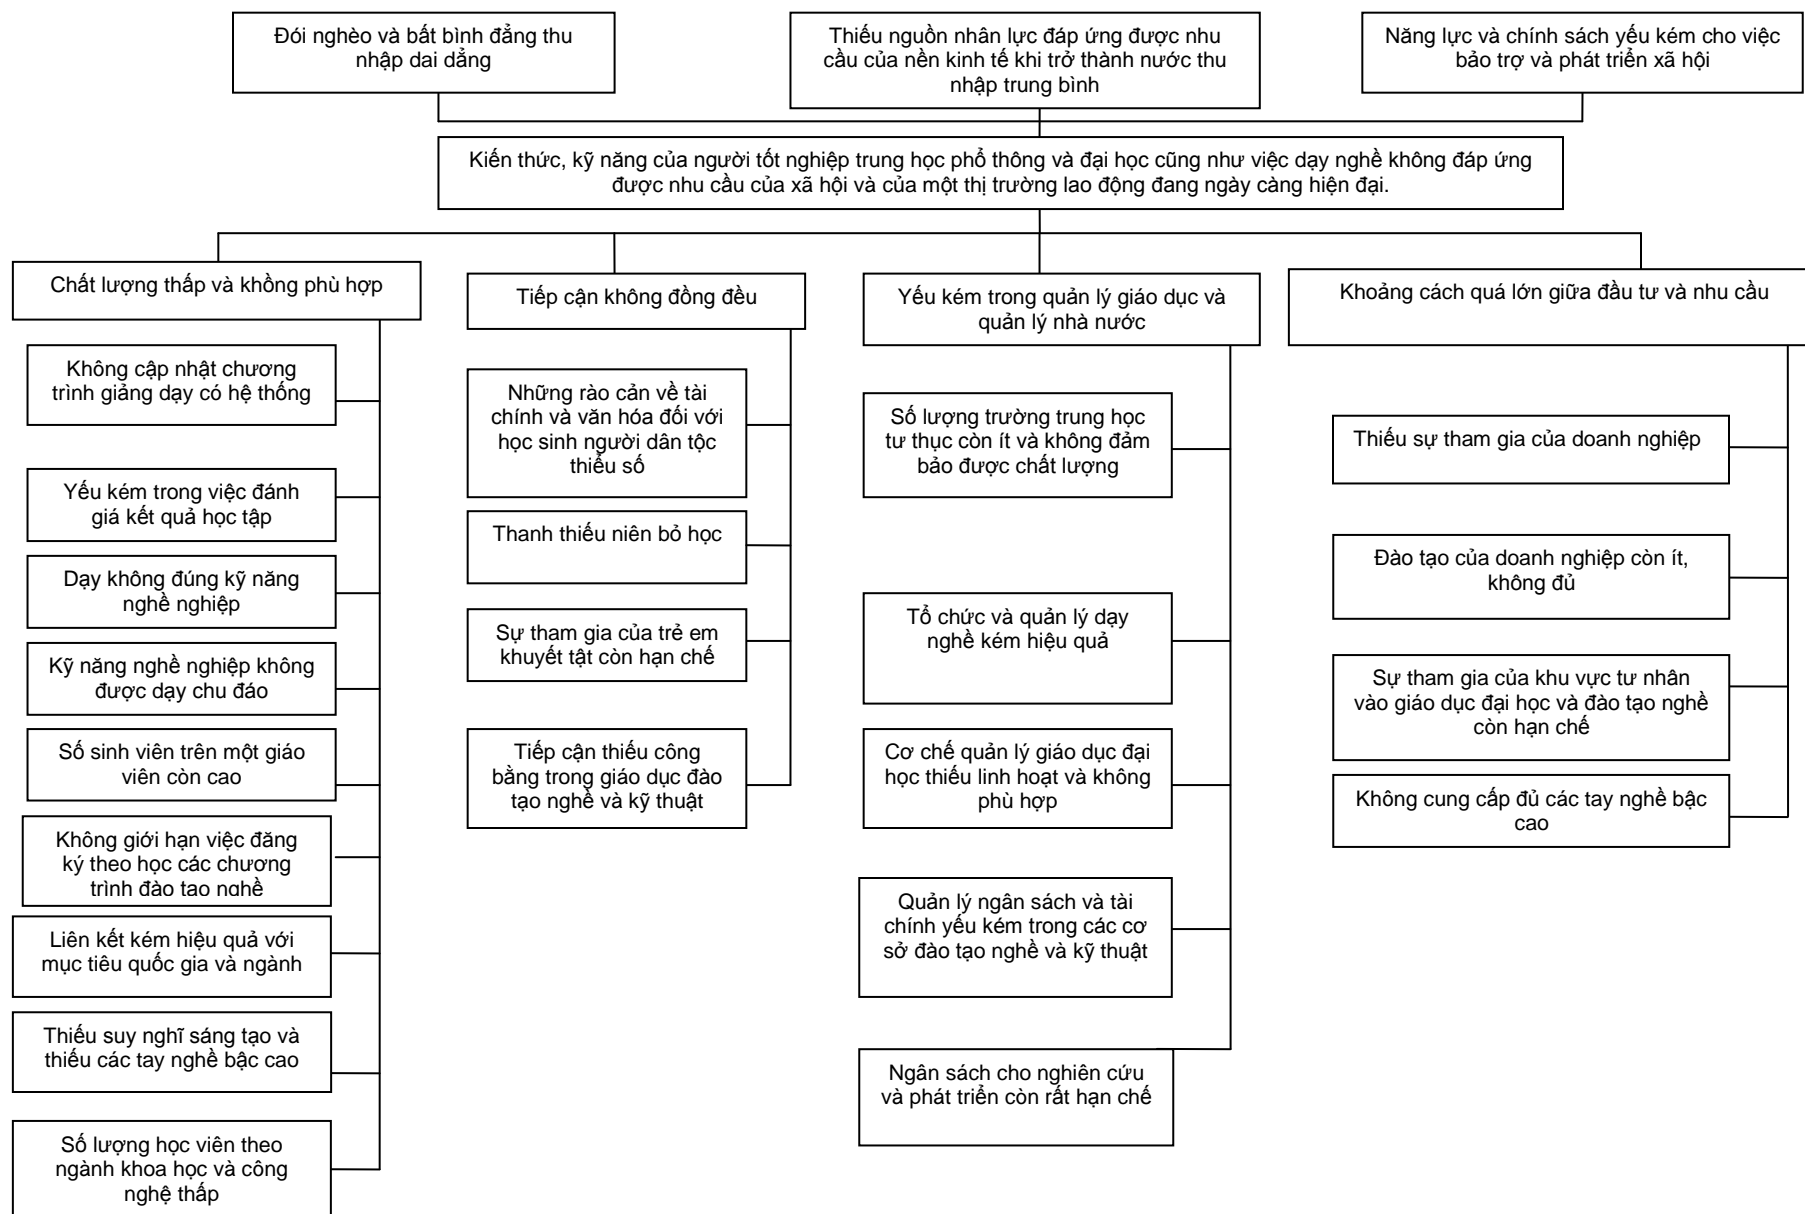 Đói nghèo và bất bình đẳng thu
nhập dai dẳng
Thiếu nguồn nhân lực đáp ứng được nhu
cầu của nền kinh tế khi trở thành nước thu
nhập trung bình
Năng lực và chính sách yếu kém cho việc
bảo trợ và phát triển xã hội
Kiến thức, kỹ năng của người tốt nghiệp trung học phổ thông và đại học cũng như việc dạy nghề không đáp ứng
được nhu cầu của xã hội và của một thị trường lao động đang ngày càng hiện đại.
Chất lượng thấp và khồng phù hợp
Không cập nhật chương
trình giảng dạy có hệ thống
Yếu kém trong việc đánh
giá kết quả học tập
Dạy không đúng kỹ năng
nghề nghiệp
Kỹ năng nghề nghiệp không
được dạy chu đáo
Số sinh viên trên một giáo
viên còn cao
Không giới hạn việc đăng
ký theo học các chương
trình đào tạo nghề
Liên kết kém hiệu quả với
mục tiêu quốc gia và ngành
Thiếu suy nghĩ sáng tạo và
thiếu các tay nghề bậc cao
Số lượng học viên theo
ngành khoa học và công
nghệ thấp
Tiếp cận không đồng đều
Những rào cản về tài
chính và văn hóa đối với
học sinh người dân tộc
thiểu số
Thanh thiếu niên bỏ học
Sự tham gia của trẻ em
khuyết tật còn hạn chế
Tiếp cận thiếu công
bằng trong giáo dục đào
tạo nghề và kỹ thuật
Yếu kém trong quản lý giáo dục và
quản lý nhà nước
Số lượng trường trung học
tư thục còn ít và không đảm
bảo được chất lượng
Tổ chức và quản lý dạy
nghề kém hiệu quả
Cơ chế quản lý giáo dục đại
học thiếu linh hoạt và không
phù hợp
Quản lý ngân sách và tài
chính yếu kém trong các cơ
sở đào tạo nghề và kỹ thuật
Ngân sách cho nghiên cứu
và phát triển còn rất hạn chế
Khoảng cách quá lớn giữa đầu tư và nhu cầu
Thiếu sự tham gia của doanh nghiệp
Đào tạo của doanh nghiệp còn ít,
không đủ
Sự tham gia của khu vực tư nhân
vào giáo dục đại học và đào tạo nghề
còn hạn chế
Không cung cấp đủ các tay nghề bậc
cao